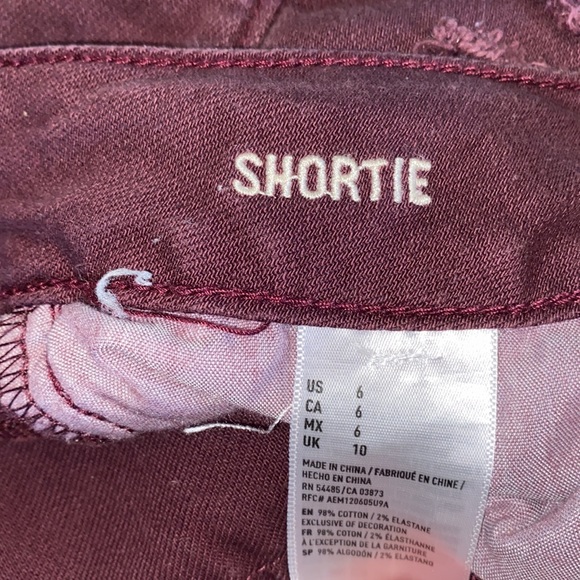 SHORTIE
US 6
CA 6
MX 6
UK 10
MADE IN CHINA / FABRIQUÉ EN CHINE /
HECHO EN CHINA
RN 54485/CA 03873
RFC# AEM120605U9A
EN 98% COTTON / 2% ELASTANE
EXCLUSIVE OF DECORATION
FR 98% COTON / 2% ÉLASTHANNE
À L'EXCEPTION DE LA GARNITURE
SP 98% ALGODÓN / 2% ELASTANO